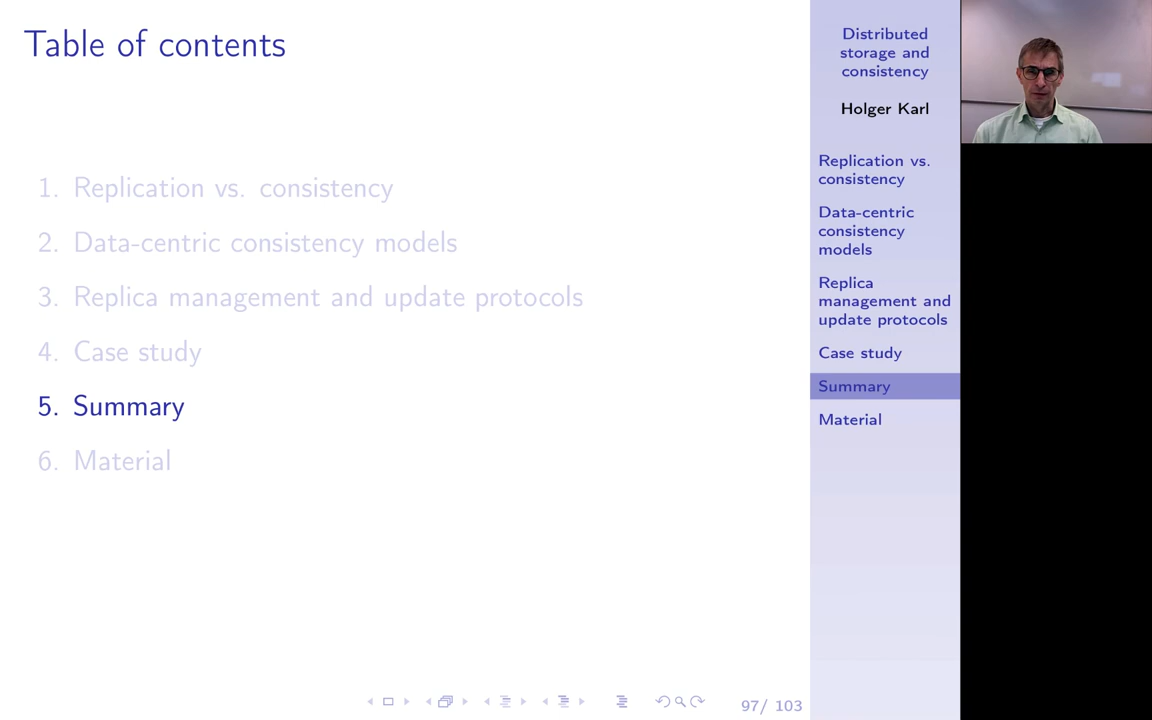 Table of contents
1. Replication vs. consistency
2. Data-centric consistency models
3. Replica management and update protocols
4. Case study
5. Summary
6. Material
97/ 103
Distributed
storage and
consistency
Holger Karl
Replication vs.
consistency
Data-centric
consistency
models
Replica
management and
update protocols
Case study
Summary
Material